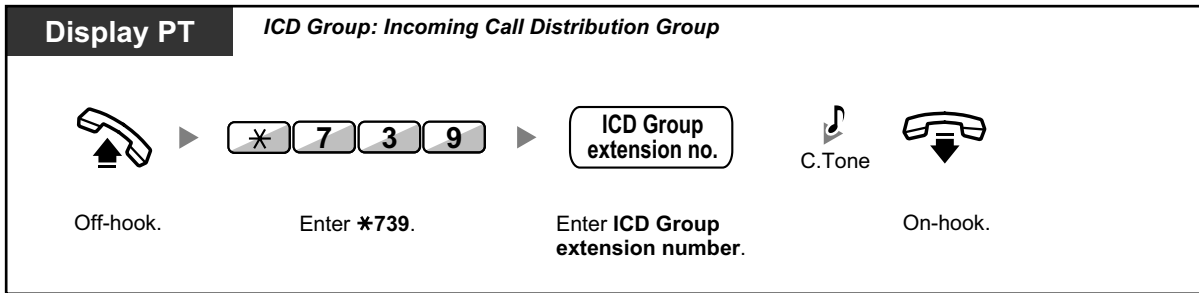 Display PT
ICD Group: Incoming Call Distribution Group
* 7 3 9
ICD Group
extension no.
C.Tone
Off-hook.
Enter *739.
Enter ICD Group
extension number.
On-hook.